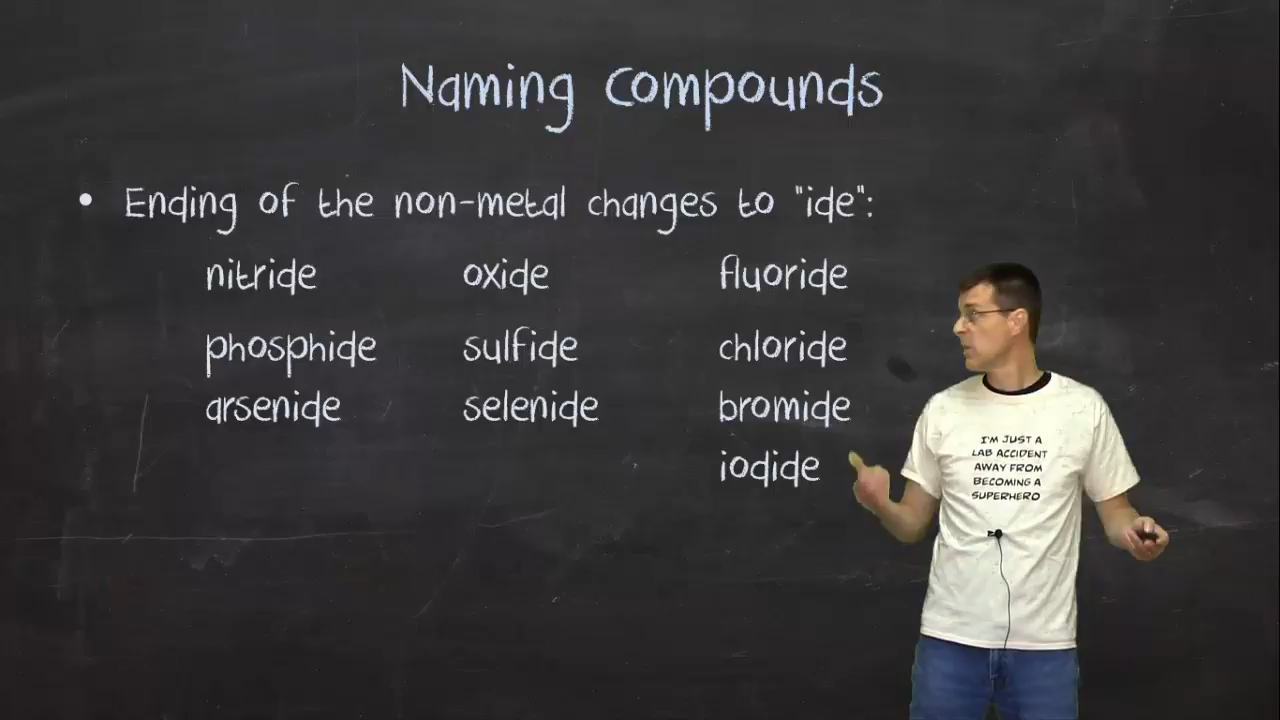 Naming Compounds
• Ending of the non-metal changes to "ide":
nitride oxide fluoride
phosphide sulfide chloride
arsenide selenide bromide
iodide
I'M JUST A
LAB ACCIDENT
AWAY FROM
BECOMING A
SUPERHERO